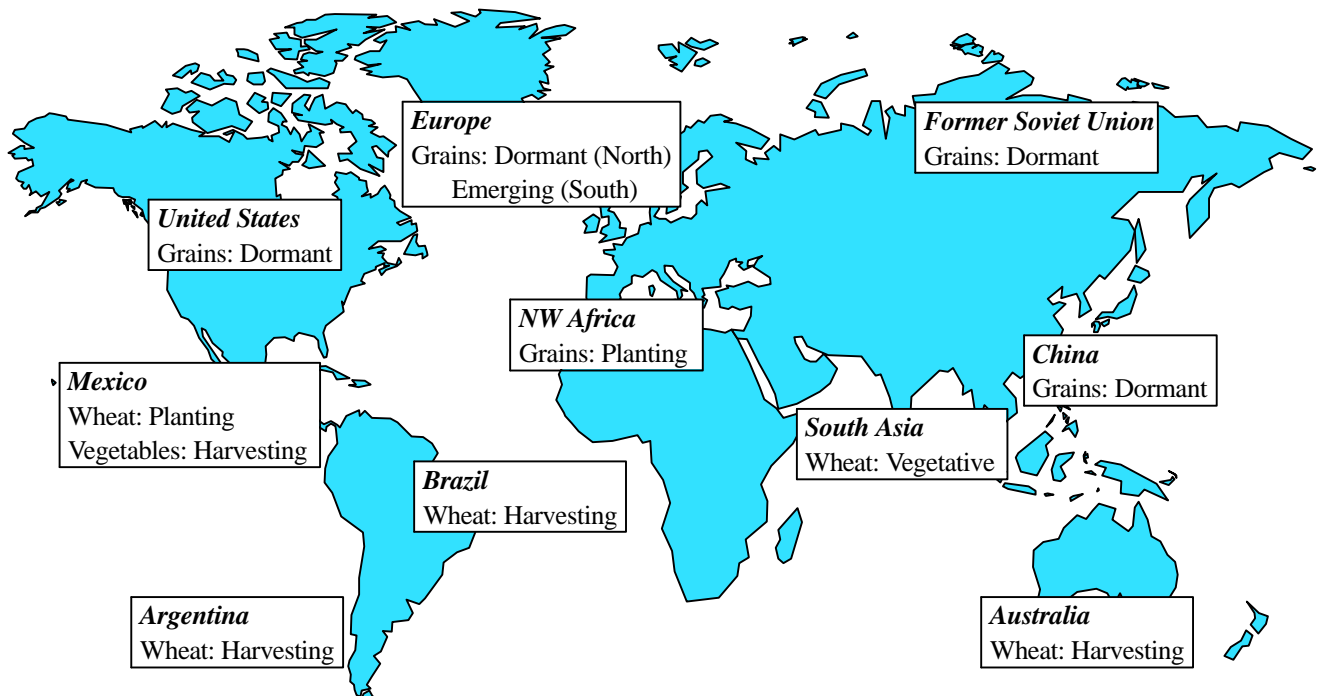 Europe
Grains: Dormant (North)
Emerging (South)
Former Soviet Union
Grains: Dormant
United States
Grains: Dormant
NW Africa
Grains: Planting
China
Grains: Dormant
Mexico
Wheat: Planting
Vegetables: Harvesting
South Asia
Wheat: Vegetative
Brazil
Wheat: Harvesting
Argentina
Wheat: Harvesting
Australia
Wheat: Harvesting